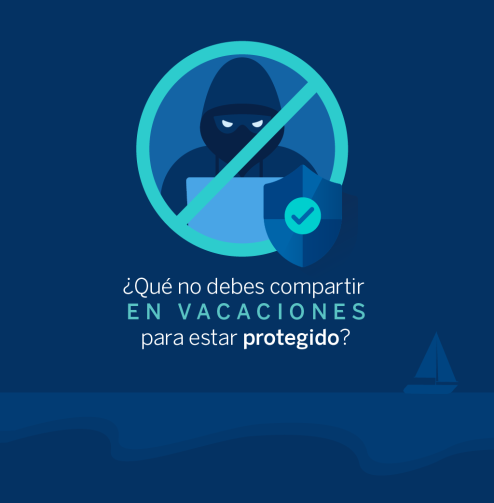 ¿Qué no debes compartir
EN VACACIONES
para estar protegido?